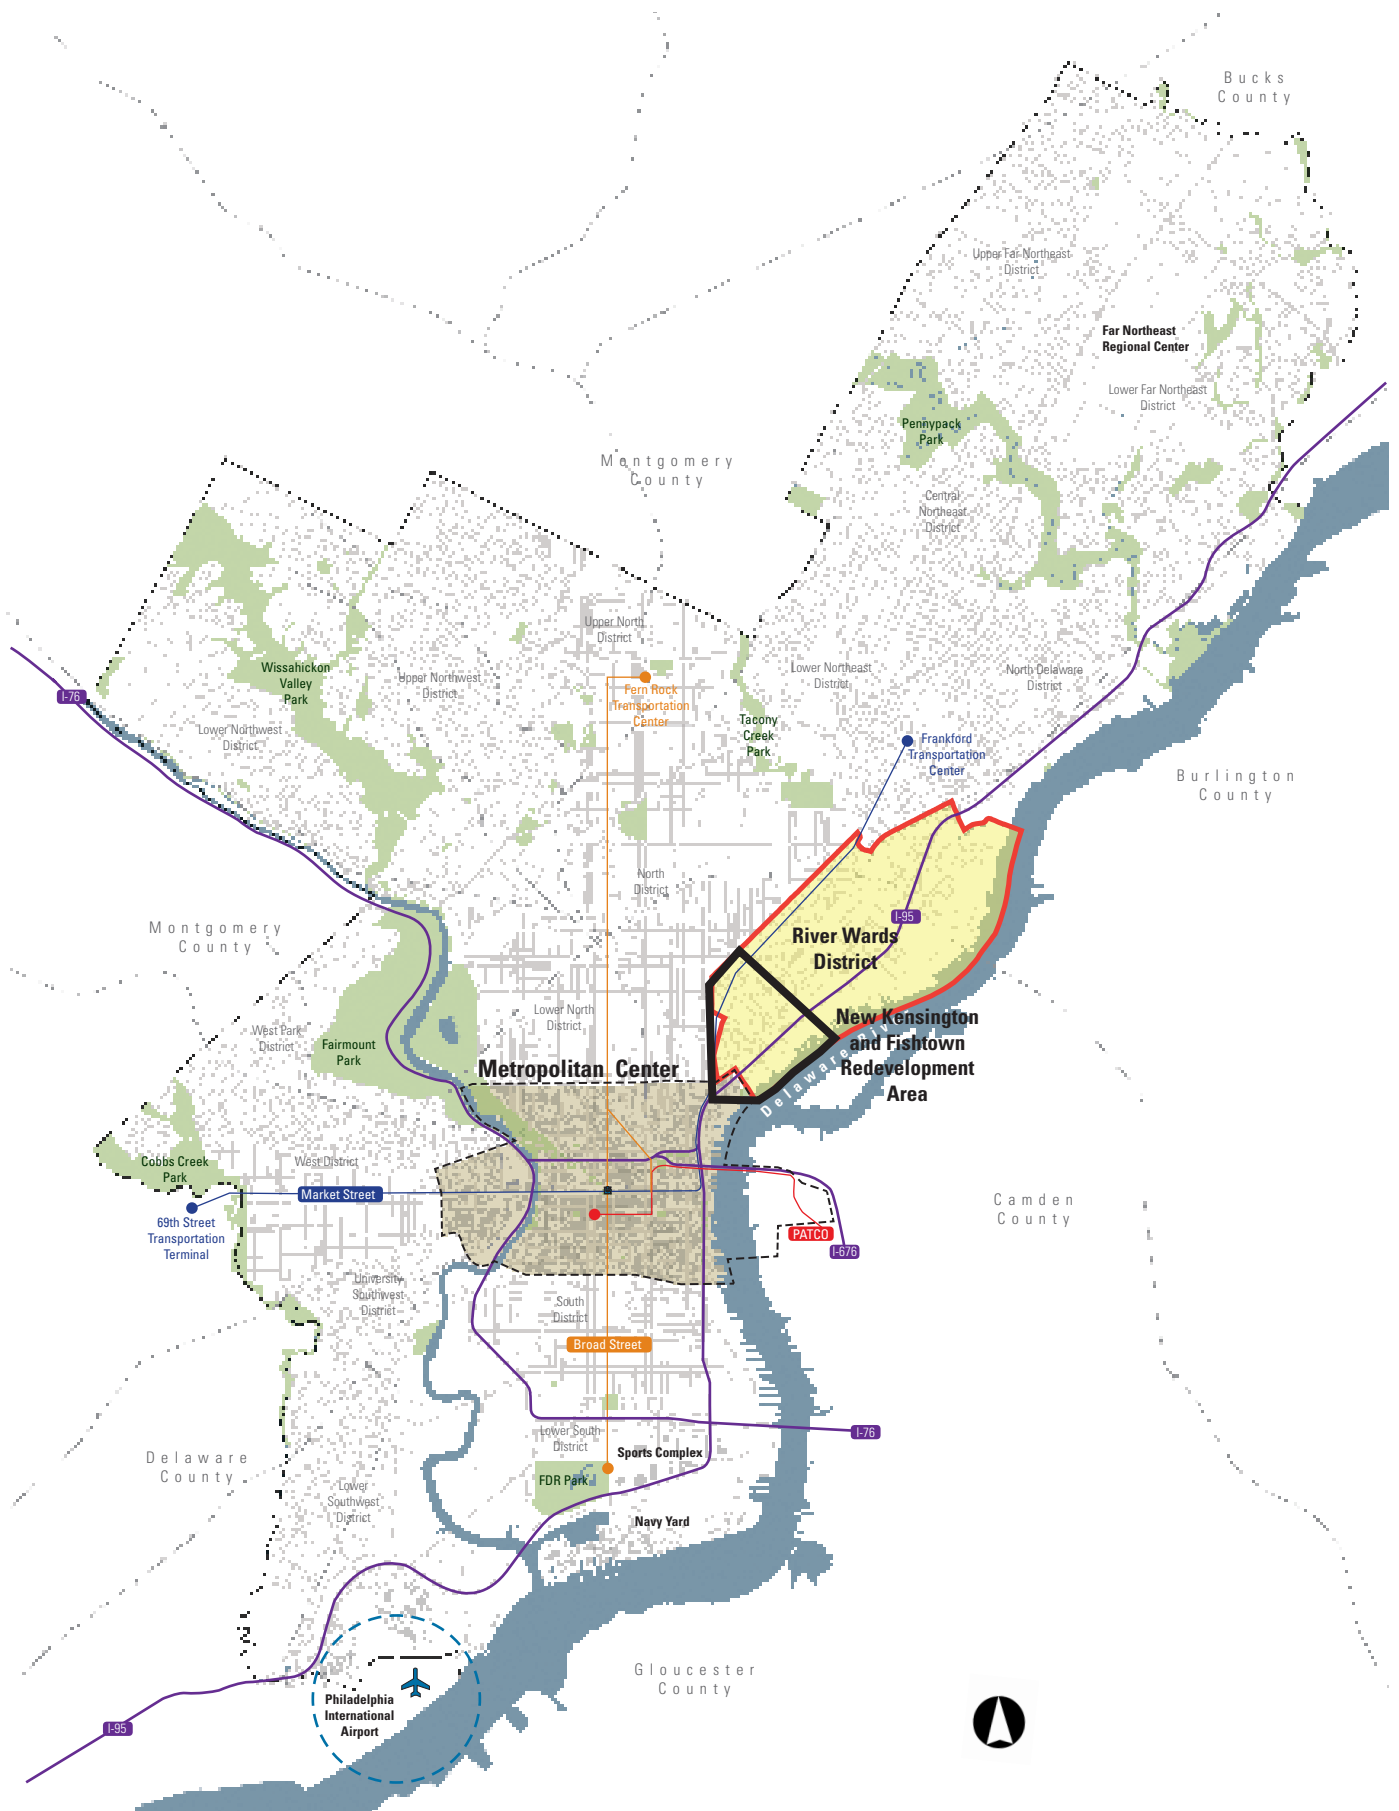 Bucks
County
Upper Far Northeast
District
Far Northeast
Regional Center
Lower Far Northeast
District
Pennypack
Park
Montgomery
County
Central
Northeast
District
Upper North
District
Wissahickon
Valley
Park
Upper Northwest
District
Lower Northeast
District
North Delaware
District
I-76
Fern Rock
Transportation
Center
Lower Northwest
District
Tacony
Creek
Park
Frankford
Transportation
Center
Burlington
County
North
District
I-95
River Wards
District
Montgomery
County
Lower North
District
West Park
District
Fairmount
Park
New Kensington
and Fishtown
Redevelopment
Area
Delaware River
Metropolitan Center
Cobbs Creek
Park
West District
Market Street
69th Street
Transportation
Terminal
Camden
County
PATCO
I-676
University
Southwest
District
South
District
Broad Street
Lower South
District
I-76
Sports Complex
FDR Park
Delaware
County
Lower
Southwest
District
Navy Yard
Gloucester
County
Philadelphia
International
Airport
I-95